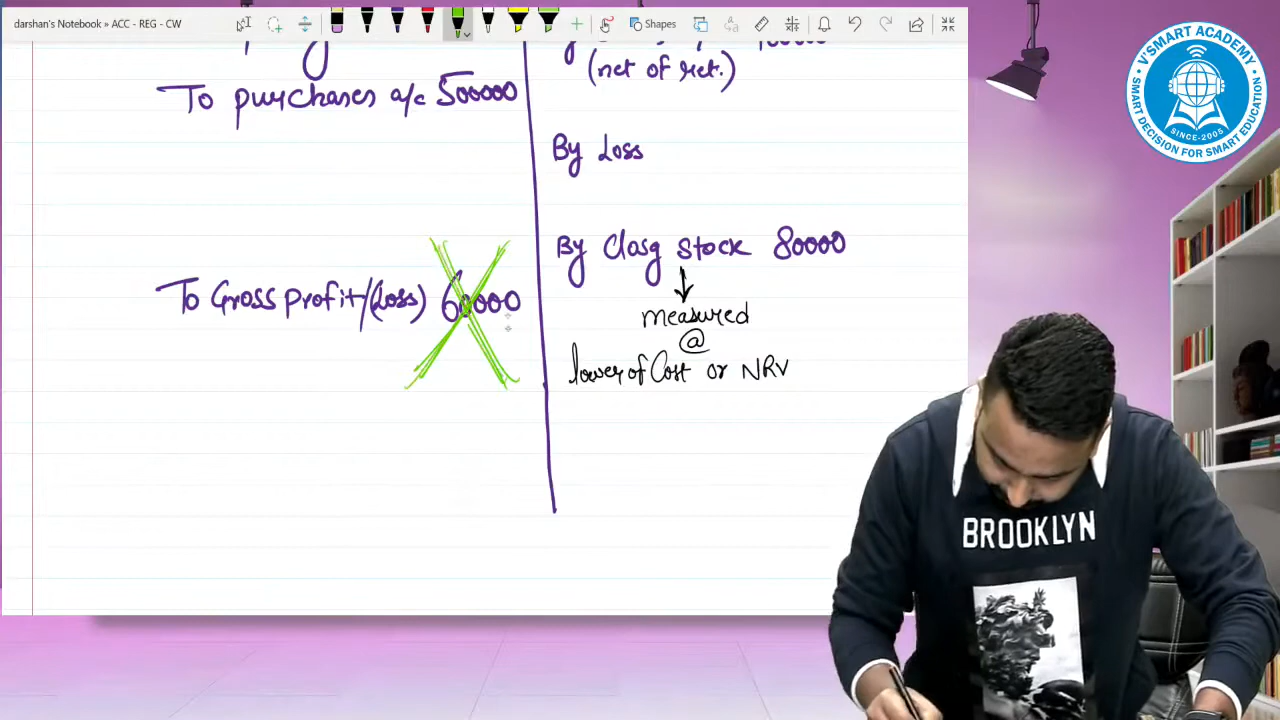 darshan's Notebook » ACC - REG - CW
Shapes
(net of ret.)
To purchases a/c 500000
By Loss
By Closg stock 80000
To Gross profit/(Loss) 60000
measured
@
lower of Cost or NRV
V'SMART ACADEMY
SINCE-2005
SMART DECISION FOR SMART EDUCATION
BROOKLYN